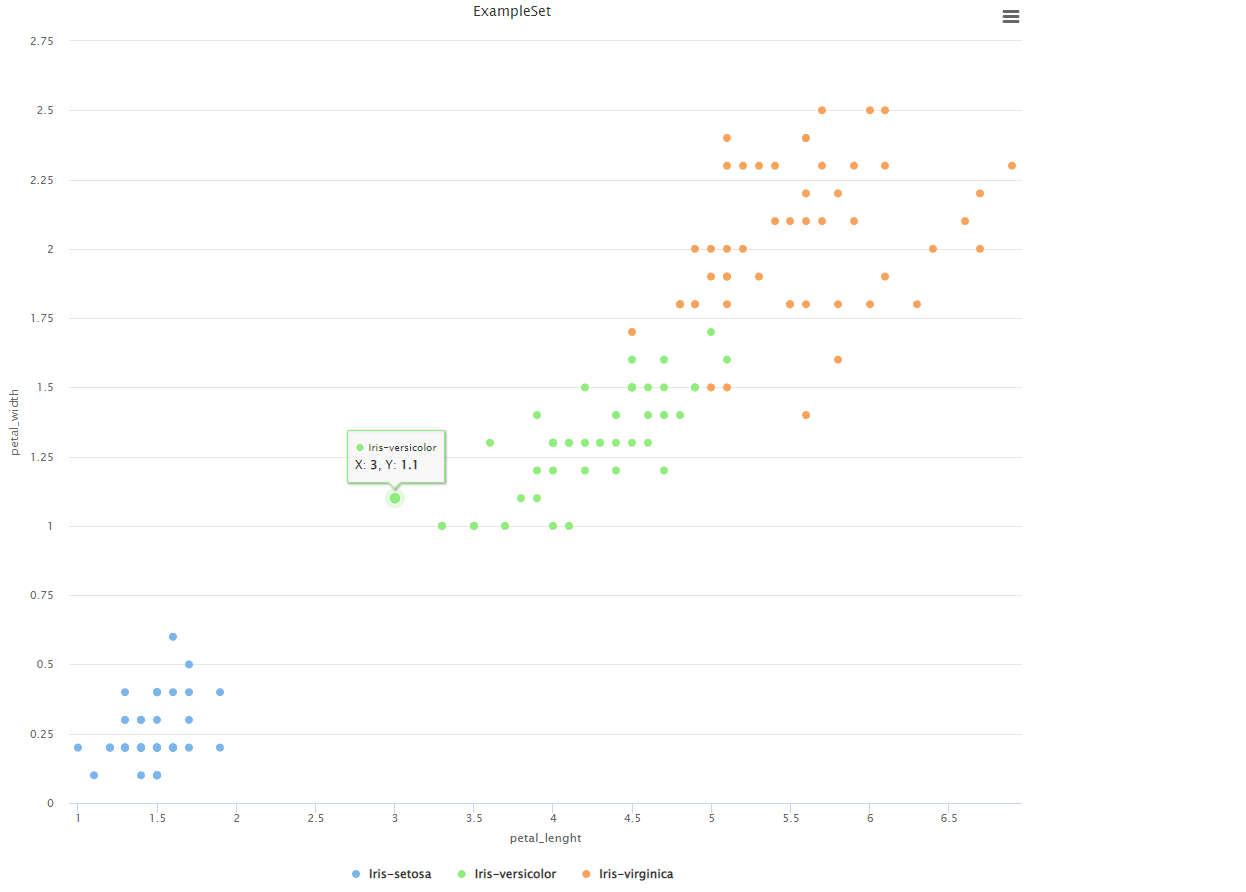 ExampleSet
2.75
2.5
2.25
2
1.75
1.5
1.25
1
0.75
0.5
0.25
0
petal_width
Iris-versicolor
X: 3, Y: 1.1
1 1.5 2 2.5 3 3.5 4 4.5 5 5.5 6 6.5
petal_lenght
Iris-setosa Iris-versicolor Iris-virginica